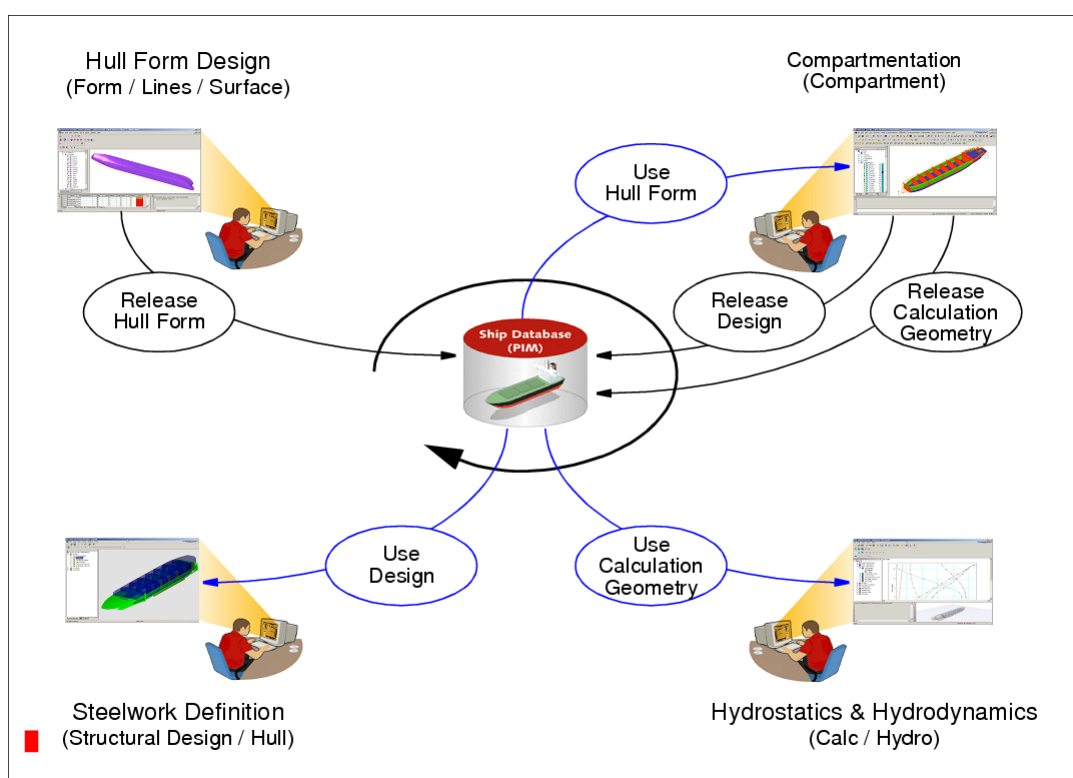 Hull Form Design
(Form / Lines / Surface)
Compartmentation
(Compartment)
Use
Hull Form
Release
Hull Form
Release
Design
Release
Calculation
Geometry
Ship Database
(PIM)
Use
Design
Use
Calculation
Geometry
Steelwork Definition
(Structural Design / Hull)
Hydrostatics & Hydrodynamics
(Calc / Hydro)